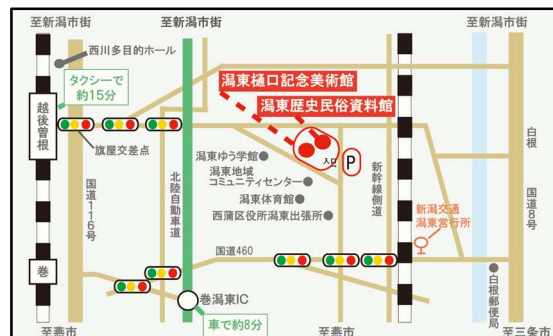 至新潟市街
至新潟市街
至新潟市街
西川多目的ホール
タクシーで
約15分
潟東樋口記念美術館
潟東歴史民俗資料館
越後曽根
旗屋交差点
入口
P
潟東ゆう学館
潟東地域
コミュニティセンター
潟東体育館
西蒲区役所潟東出張所
国道116号
北陸自動車道
新幹線側道
白根
国道8号
新潟交通
潟東営行所
国道460
巻
巻潟東IC
白根郵便局
車で約8分
至燕市
至燕市
至三条市